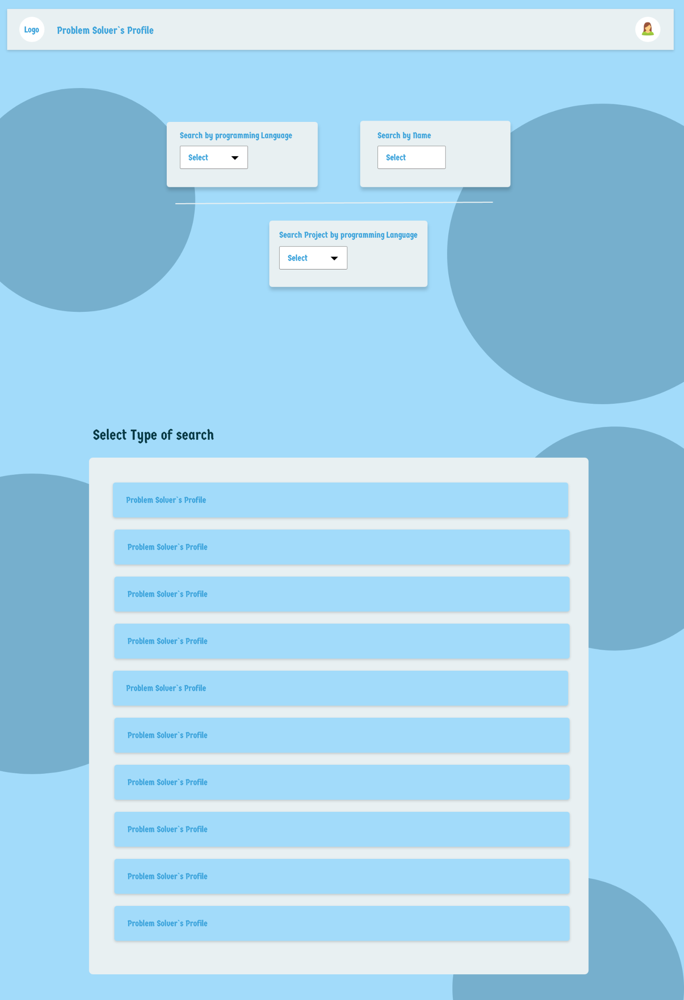 Logo
Problem Solver`s Profile
Search by programming Language
Select
Search by Name
Select
Search Project by programming Language
Select
Select Type of search
Problem Solver`s Profile
Problem Solver`s Profile
Problem Solver`s Profile
Problem Solver`s Profile
Problem Solver`s Profile
Problem Solver`s Profile
Problem Solver`s Profile
Problem Solver`s Profile
Problem Solver`s Profile
Problem Solver`s Profile